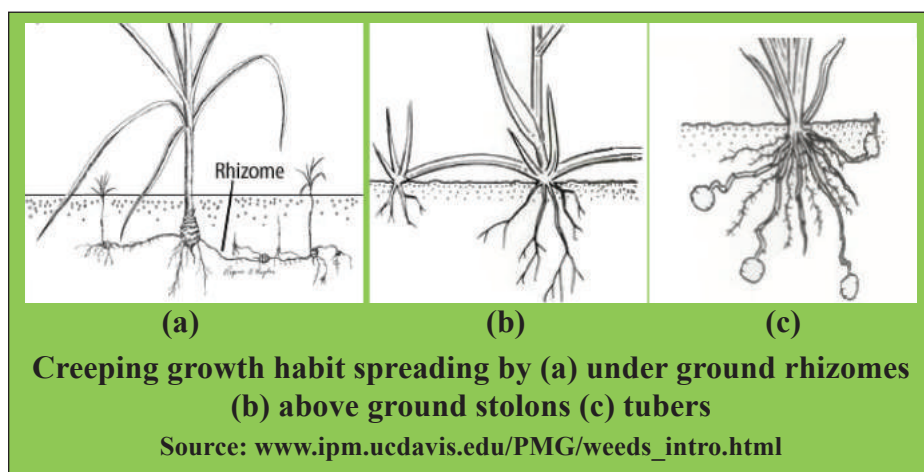 Rhizome
(a) (b) (c)
Creeping growth habit spreading by (a) under ground rhizomes
(b) above ground stolons (c) tubers
Source: www.ipm.ucdavis.edu/PMG/weeds_intro.html